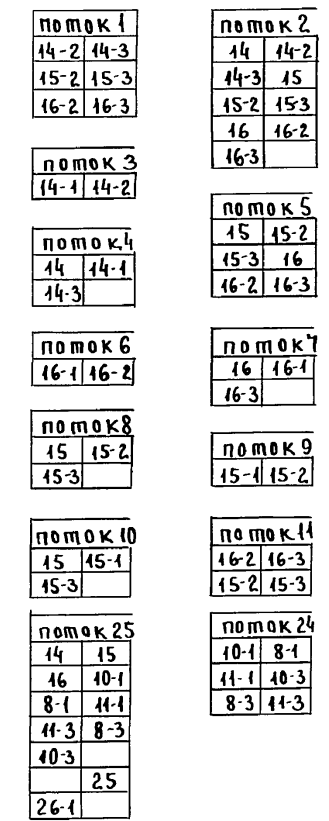 поток 1
14-2 14-3
15-2 15-3
16-2 16-3
поток 2
14 14-2
14-3 15
15-2 15-3
16 16-2
16-3
поток 3
14-1 14-2
поток 4
14 14-1
14-3
поток 5
15 15-2
15-3 16
16-2 16-3
поток 6
16-1 16-2
поток 7
16 16-1
16-3
поток 8
15 15-2
15-3
поток 9
15-1 15-2
поток 10
15 15-1
15-3
поток 11
16-2 16-3
15-2 15-3
поток 25
14 15
16 10-1
8-1 11-1
11-3 8-3
10-3
25
26-1
поток 24
10-1 8-1
11-1 10-3
8-3 11-3